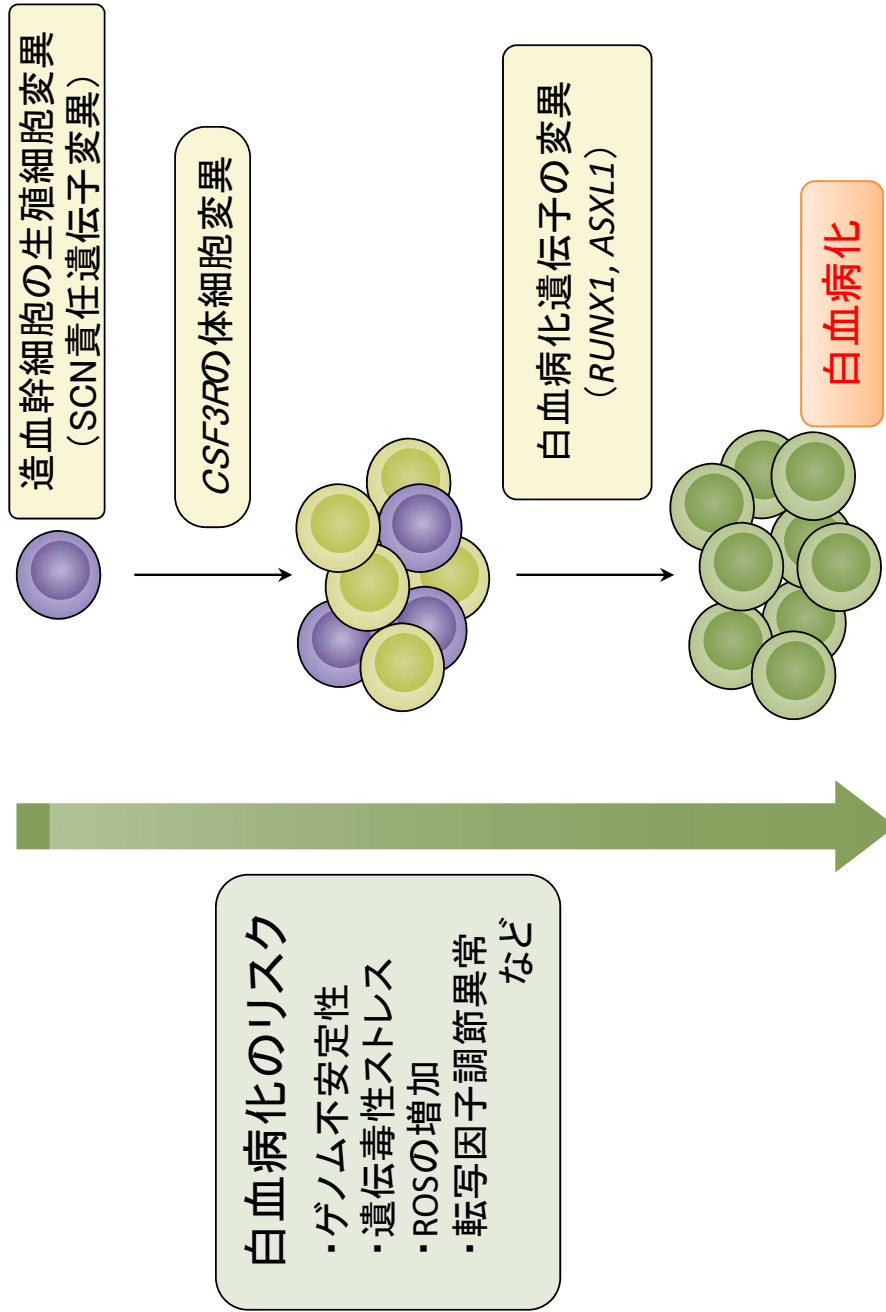 造血幹細胞の生殖細胞変異
（SCN責任遺伝子変異）
CSF3Rの体細胞変異
白血病化遺伝子の変異
（RUNX1, ASXL1）
白血病化
白血病化のリスク
・ゲノム不安定性
・遺伝毒性ストレス
・ROSの増加
・転写因子調節異常
など